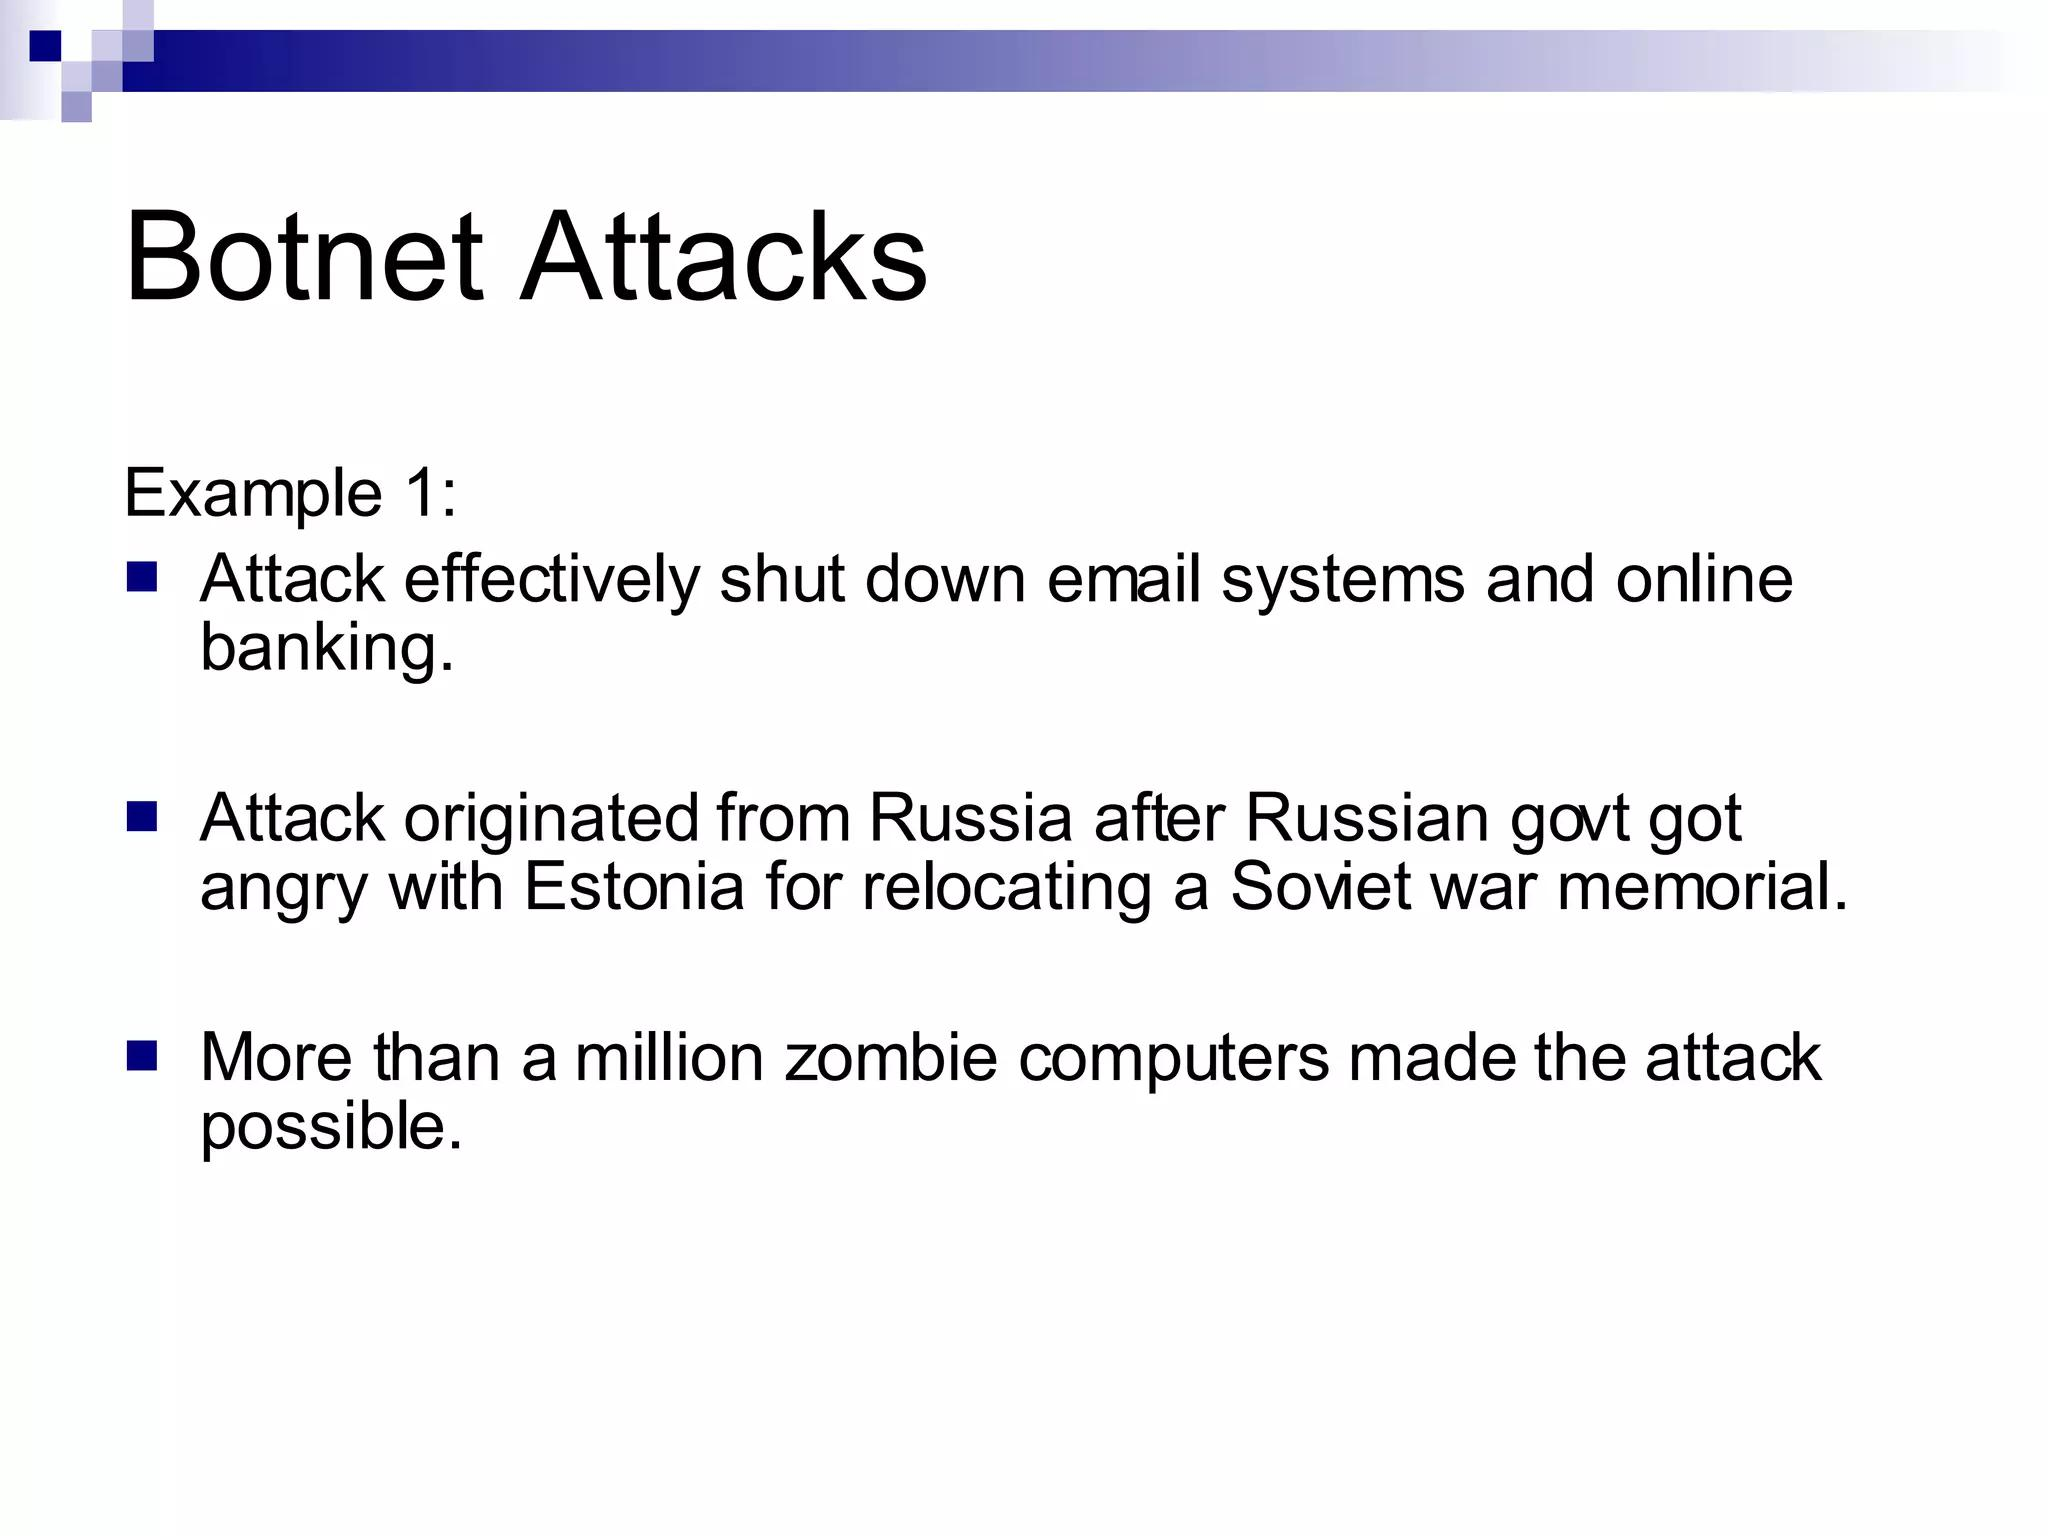 Botnet Attacks
Example 1:
Attack effectively shut down email systems and online
banking.
Attack originated from Russia after Russian govt got
angry with Estonia for relocating a Soviet war memorial.
More than a million zombie computers made the attack
possible.